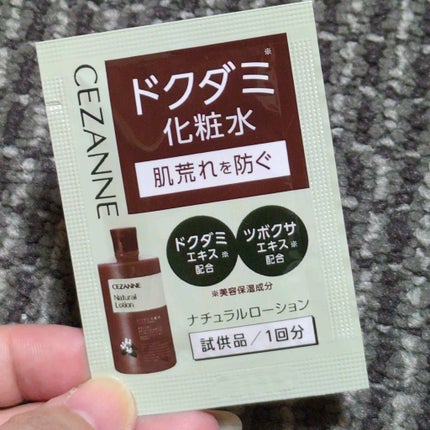 CEZANNE
ドクダミ※
化粧水
肌荒れを防ぐ
ドクダミ
エキス※
配合
ツボクサ
エキス※
配合
※美容保湿成分
CEZANNE
Natural
Lotion
ナチュラルローション
試供品/1回分